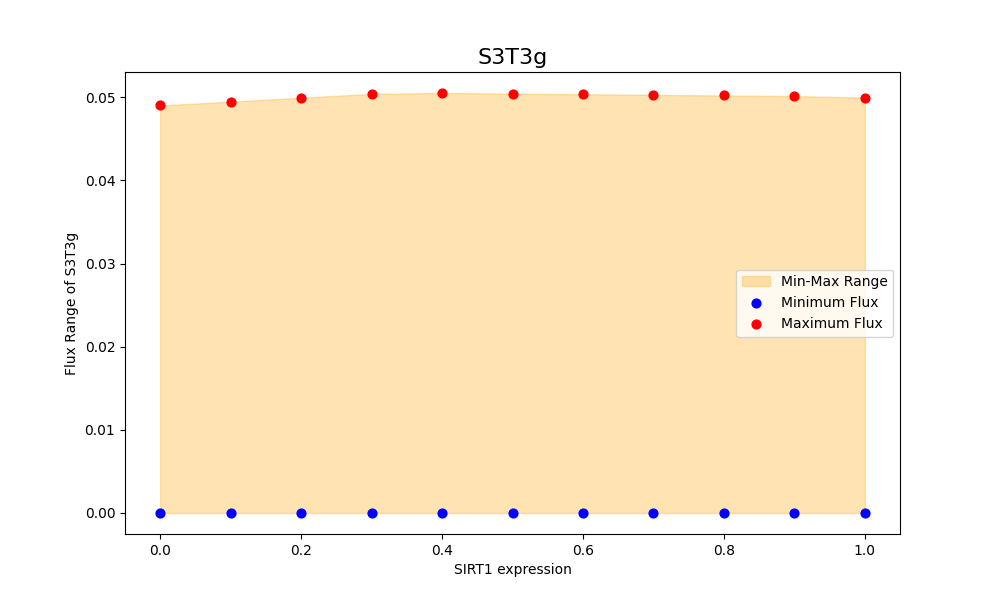 S3T3g
Flux Range of S3T3g
0.05
0.04
0.03
0.02
0.01
0.00
Min-Max Range
Minimum Flux
Maximum Flux
0.0 0.2 0.4 0.6 0.8 1.0
SIRT1 expression